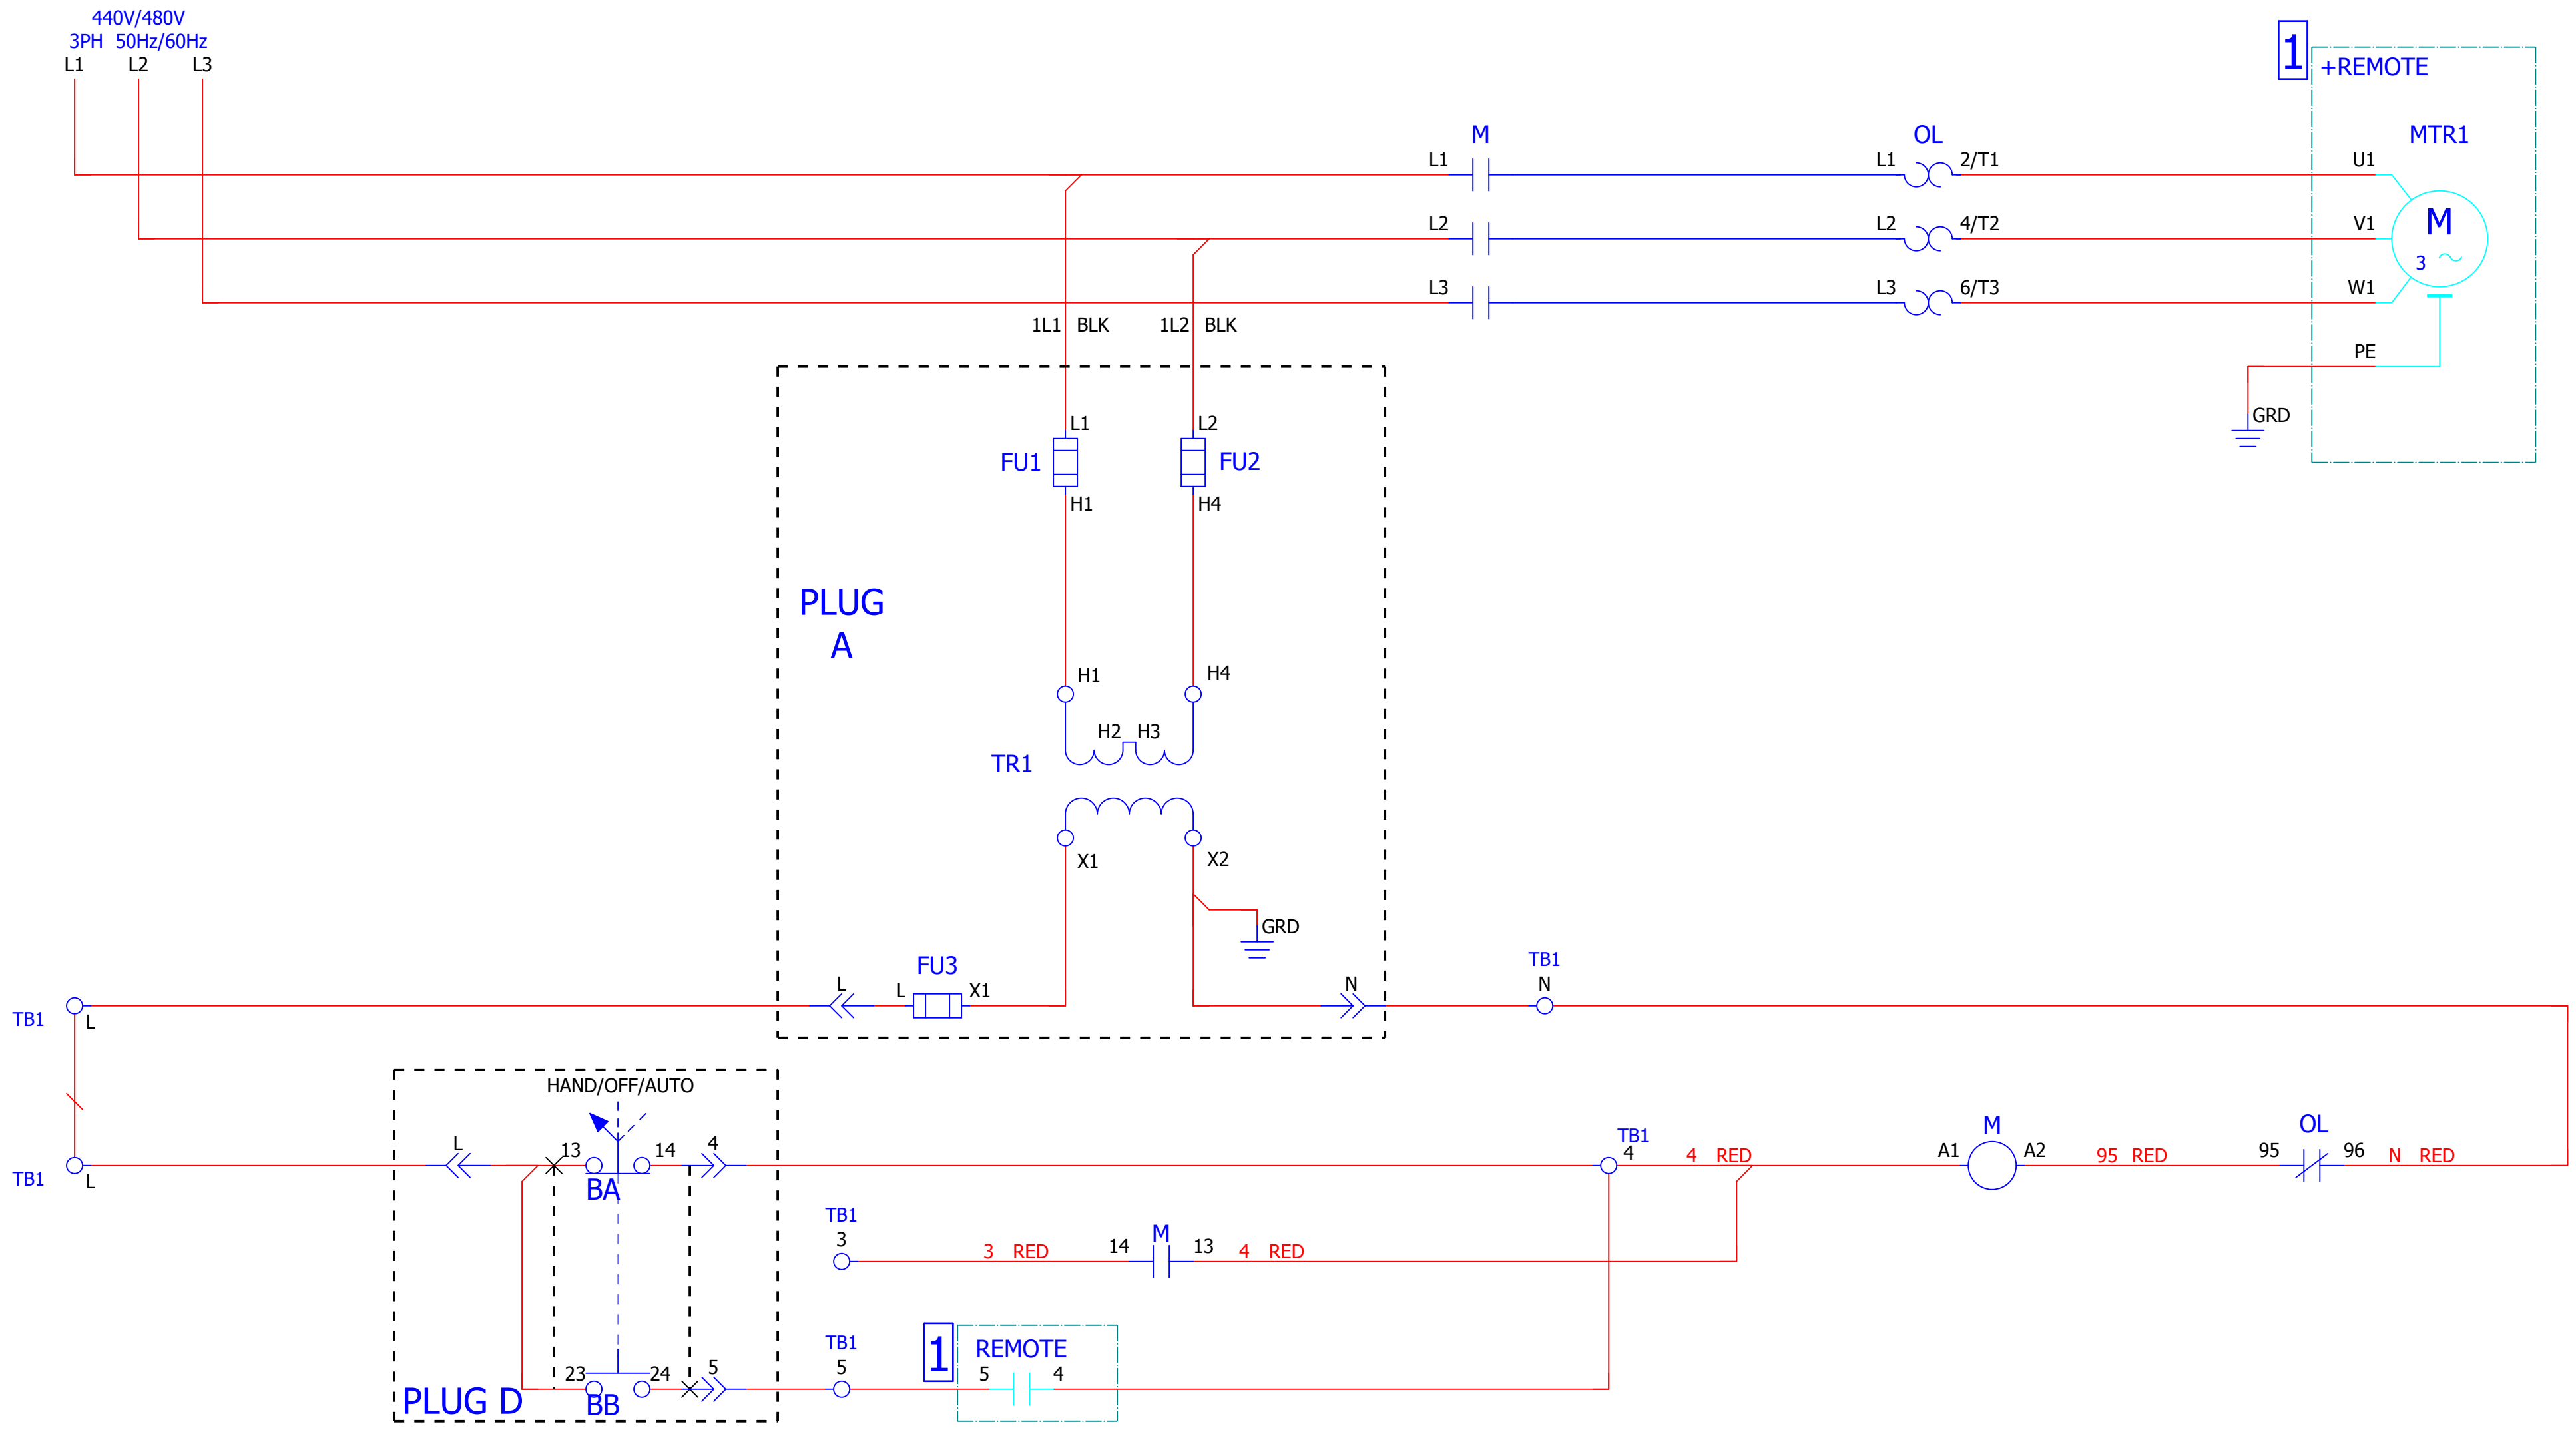 440V/480V
3PH 50Hz/60Hz
L1 L2 L3
1
+REMOTE
M OL MTR1
L1 L1 2/T1 U1
L2 L2 4/T2 V1
M
3
L3 L3 6/T3 W1
1L1 BLK 1L2 BLK
PE
GRD
L1 L2
FU1 FU2
H1 H4
PLUG
A
H1 H4
H2 H3
TR1
X1 X2
GRD
FU3
TB1
L L X1 N N
TB1 L
HAND/OFF/AUTO
TB1 L
L 13 14 4
BA
TB1
4
4 RED
M
A1 A2
95 RED
OL
95 96
N RED
TB1
3
3 RED
M
14 13
4 RED
TB1
5
1
REMOTE
5 4
23 24 5
BB
PLUG D